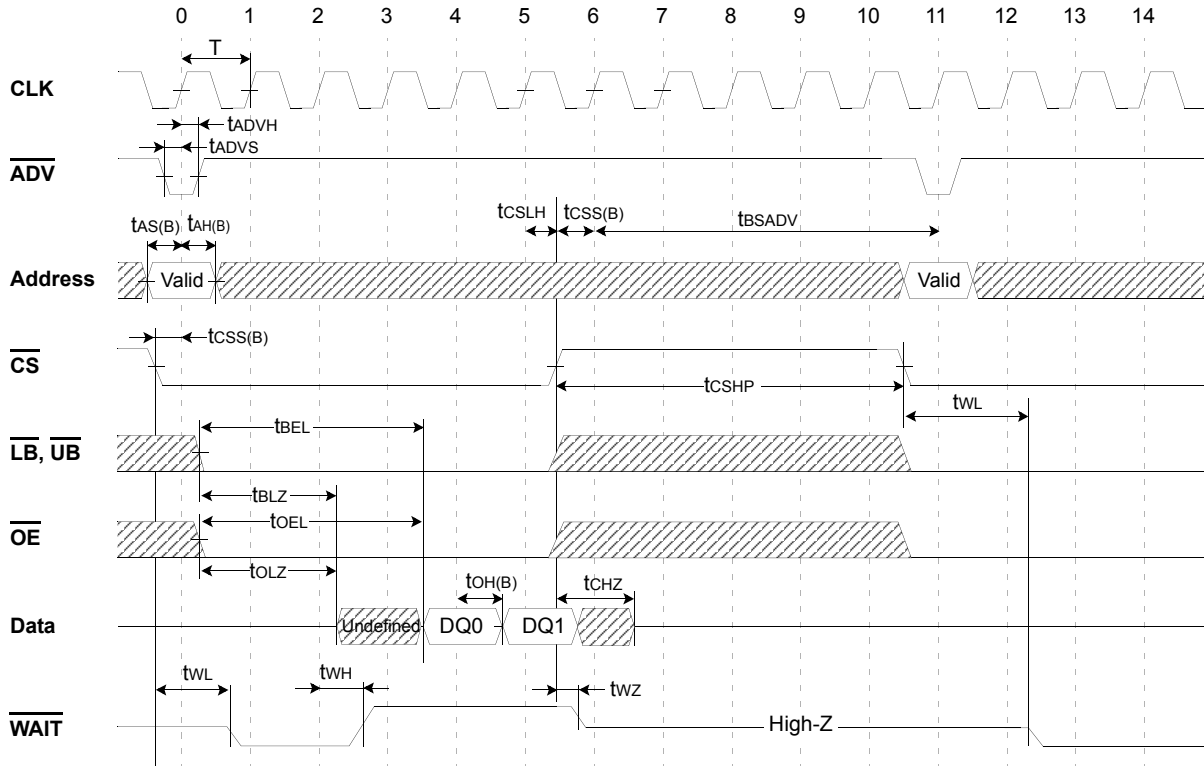 0 1 2 3 4 5 6 7 8 9 10 11 12 13 14
T
CLK
tADVH
tADVS
ADV
tAS(B) tAH(B) tCSLH tCSS(B) tBSADV
Address Valid Valid
tCSS(B)
CS
tCSHP
tWL
tBEL
LB, UB
tBLZ
tOEL
OE
tOLZ
tOH(B) tCHZ
Data Undefined DQ0 DQ1
tWL tWH
tWZ
WAIT High-Z